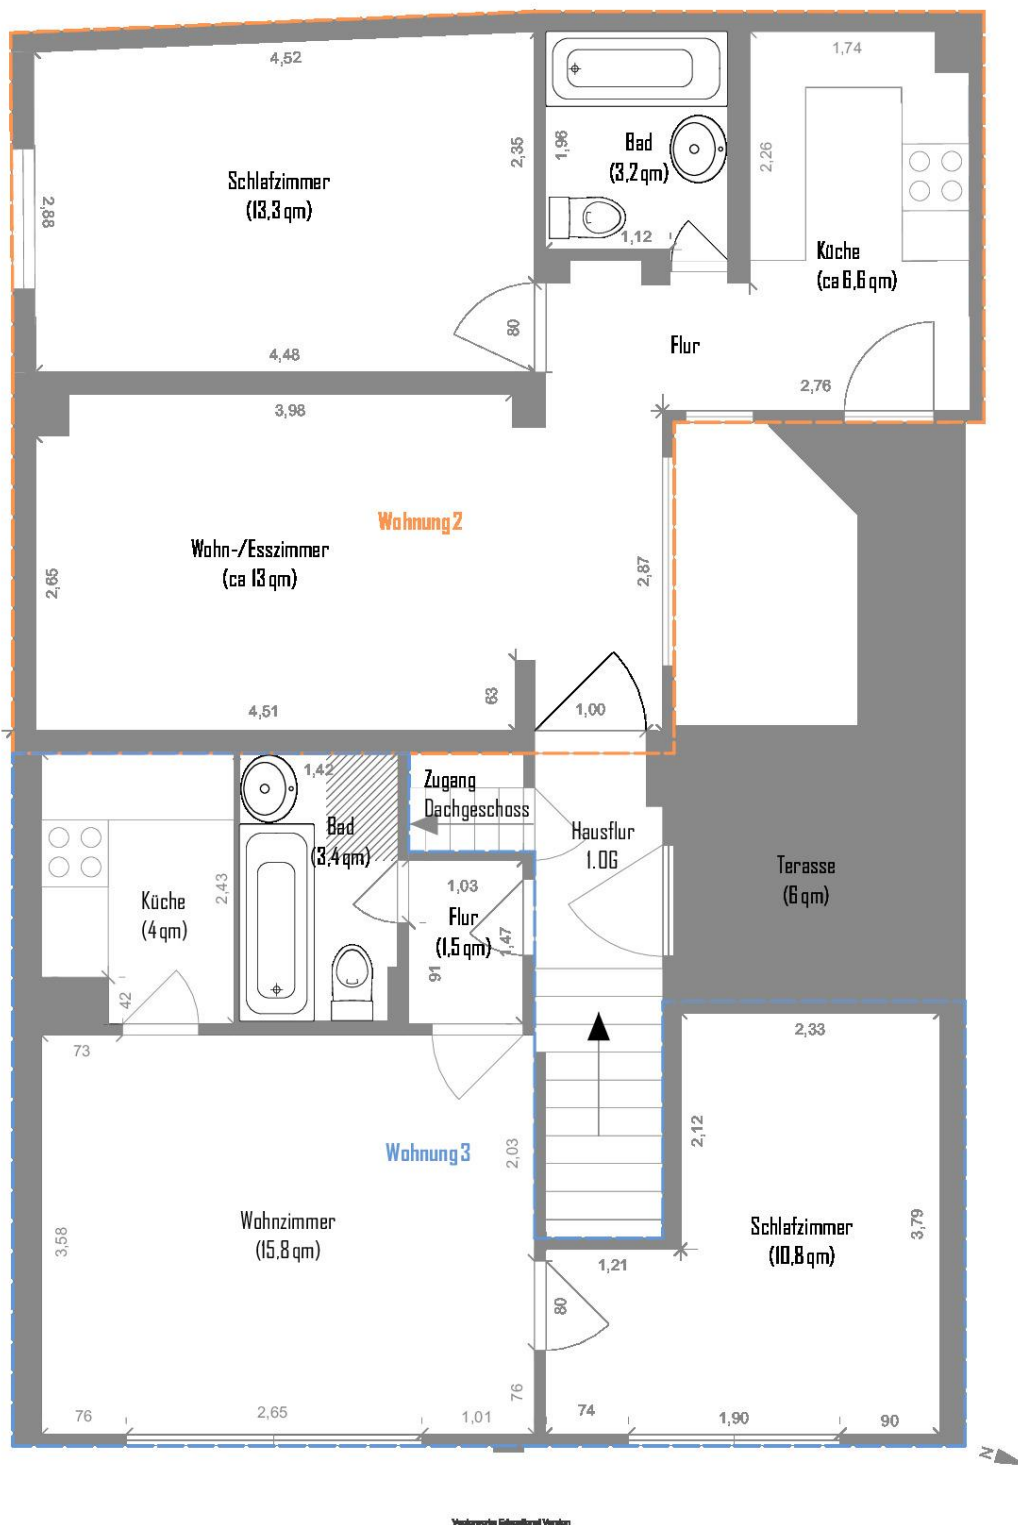 4,52
1,74
2,35
1,96
Bad
(3,2 qm)
2,26
Schlafzimmer
(13,3 qm)
2,88
1,12
Küche
(ca 6,6 qm)
80
Flur
4,48
2,76
3,98
Wohnung 2
Wohn-/Esszimmer
(ca 13 qm)
2,65
2,87
63
4,51
1,00
1,42
Zugang
Dachgeschoss
Bad
(3,4 qm)
Hausflur
1.OG
Terasse
(6 qm)
2,43
1,03
Küche
(4 qm)
Flur
(1,5 qm)
1,47
91
42
73
2,33
2,12
Wohnung 3
2,03
Wohnzimmer
(15,8 qm)
3,58
Schlafzimmer
(10,8 qm)
3,79
1,21
80
76
76
2,65
1,01
74
1,90
90
N
Vectorworks Educational Version